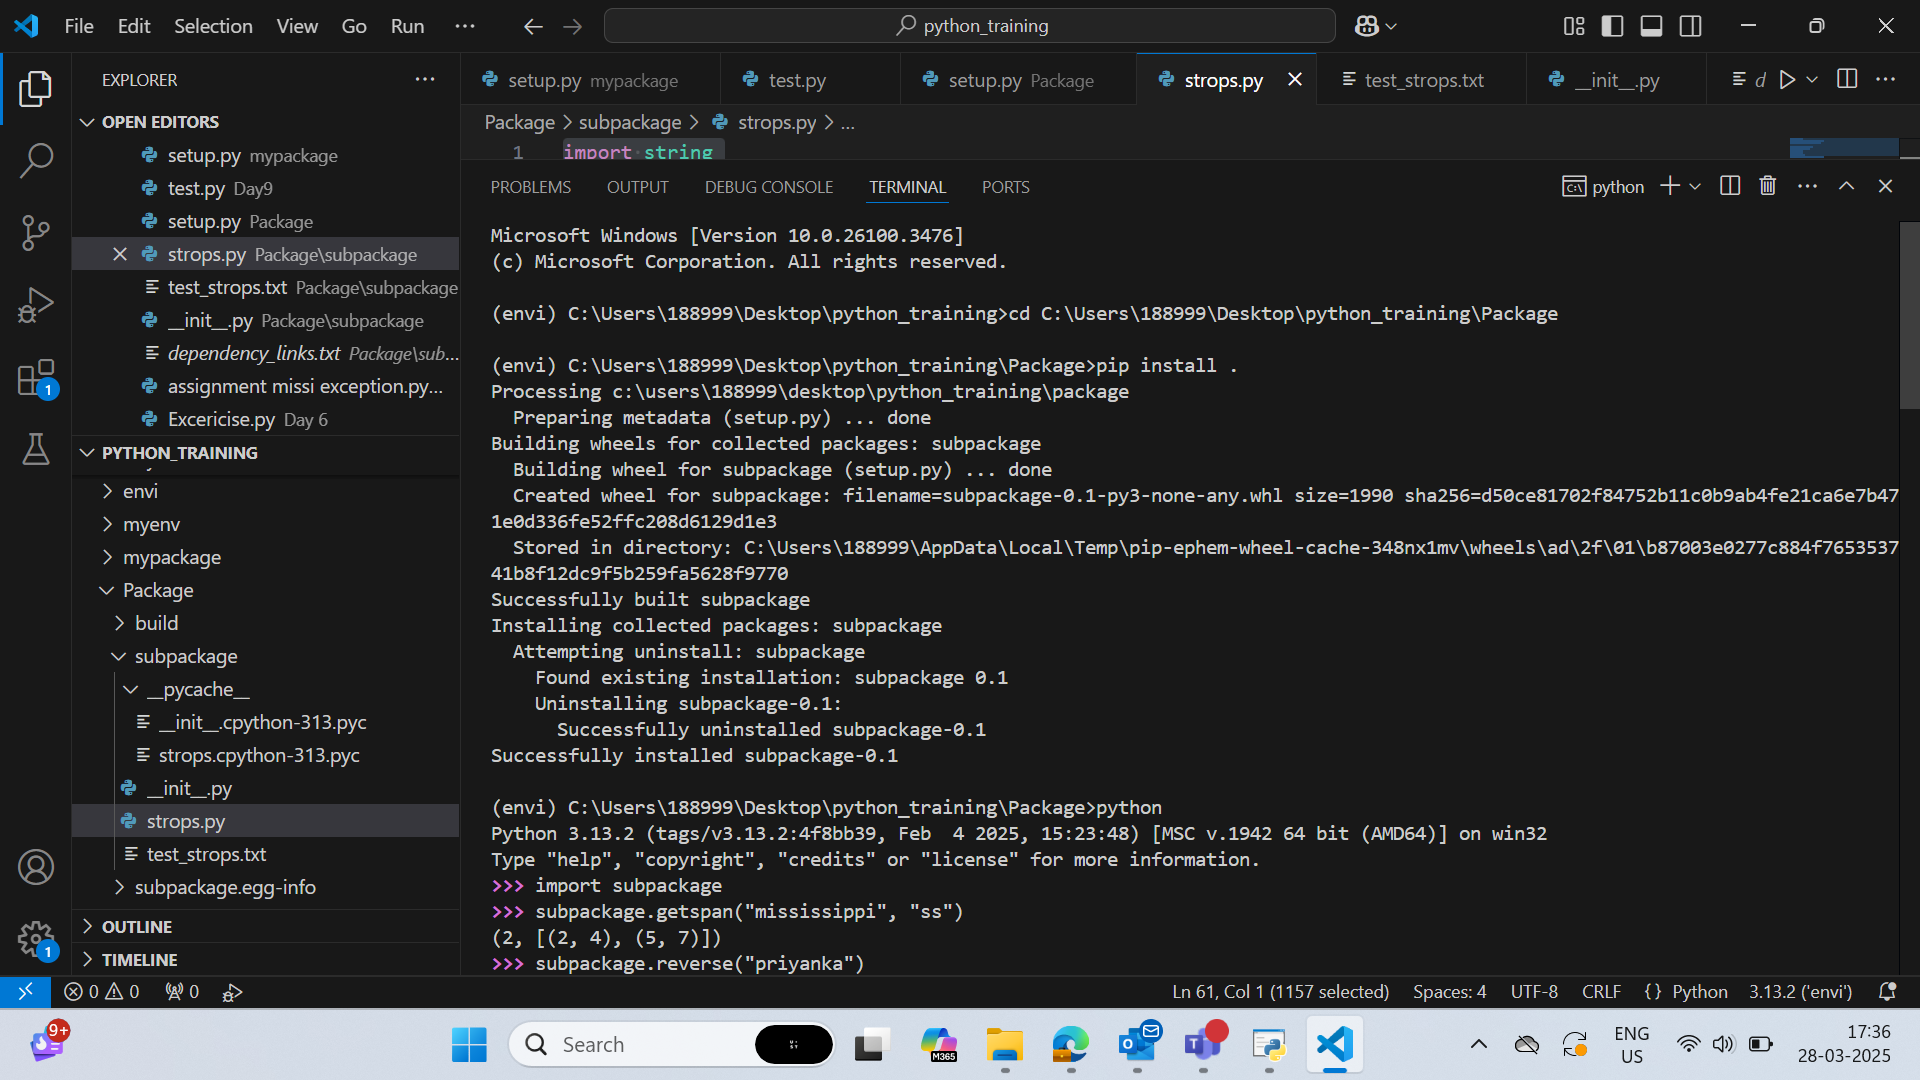 File Edit Selection View Go Run ···
python_training
EXPLORER
OPEN EDITORS
setup.py mypackage
test.py Day9
setup.py Package
strops.py Package\subpackage
test_strops.txt Package\subpackage
__init__.py Package\subpackage
dependency_links.txt Package\sub...
assignment missi exception.py...
Excericise.py Day 6
PYTHON_TRAINING
envi
myenv
mypackage
Package
build
subpackage
__pycache__
__init__.cpython-313.pyc
strops.cpython-313.pyc
__init__.py
strops.py
test_strops.txt
subpackage.egg-info
OUTLINE
TIMELINE
1
1
setup.py mypackage test.py setup.py Package strops.py test_strops.txt __init__.py d
Package > subpackage > strops.py > ...
1 import string
PROBLEMS OUTPUT DEBUG CONSOLE TERMINAL PORTS
python
Microsoft Windows [Version 10.0.26100.3476]
(c) Microsoft Corporation. All rights reserved.
(envi) C:\Users\188999\Desktop\python_training>cd C:\Users\188999\Desktop\python_training\Package
(envi) C:\Users\188999\Desktop\python_training\Package>pip install .
Processing c:\users\188999\desktop\python_training\package
Preparing metadata (setup.py) ... done
Building wheels for collected packages: subpackage
Building wheel for subpackage (setup.py) ... done
Created wheel for subpackage: filename=subpackage-0.1-py3-none-any.whl size=1990 sha256=d50ce81702f84752b11c0b9ab4fe21ca6e7b47
1e0d336fe52ffc208d6129d1e3
Stored in directory: C:\Users\188999\AppData\Local\Temp\pip-ephem-wheel-cache-348nx1mv\wheels\ad\2f\01\b87003e0277c884f7653537
41b8f12dc9f5b259fa5628f9770
Successfully built subpackage
Installing collected packages: subpackage
Attempting uninstall: subpackage
Found existing installation: subpackage 0.1
Uninstalling subpackage-0.1:
Successfully uninstalled subpackage-0.1
Successfully installed subpackage-0.1
(envi) C:\Users\188999\Desktop\python_training\Package>python
Python 3.13.2 (tags/v3.13.2:4f8bb39, Feb  4 2025, 15:23:48) [MSC v.1942 64 bit (AMD64)] on win32
Type "help", "copyright", "credits" or "license" for more information.
>>> import subpackage
>>> subpackage.getspan("mississippi", "ss")
(2, [(2, 4), (5, 7)])
>>> subpackage.reverse("priyanka")
0 0 0
Ln 61, Col 1 (1157 selected) Spaces: 4 UTF-8 CRLF {} Python 3.13.2 ('envi')
9+
Search
M365
ENG
US
17:36
28-03-2025